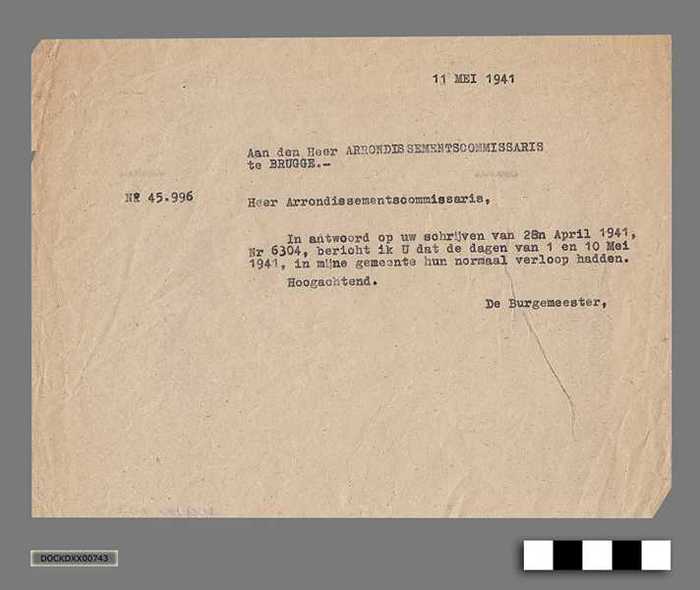 11 MEI 1941
Aan den Heer ARRONDISSEMENTSCOMMISSARIS
te BRUGGE.-
NR 45.996
Heer Arrondissementscommissaris,
In antwoord op uw schrijven van 28n April 1941,
Nr 6304, bericht ik U dat de dagen van 1 en 10 Mei
1941, in mijne gemeente hun normaal verloop hadden.
Hoogachtend.
De Burgemeester,
DOCKDXX00743